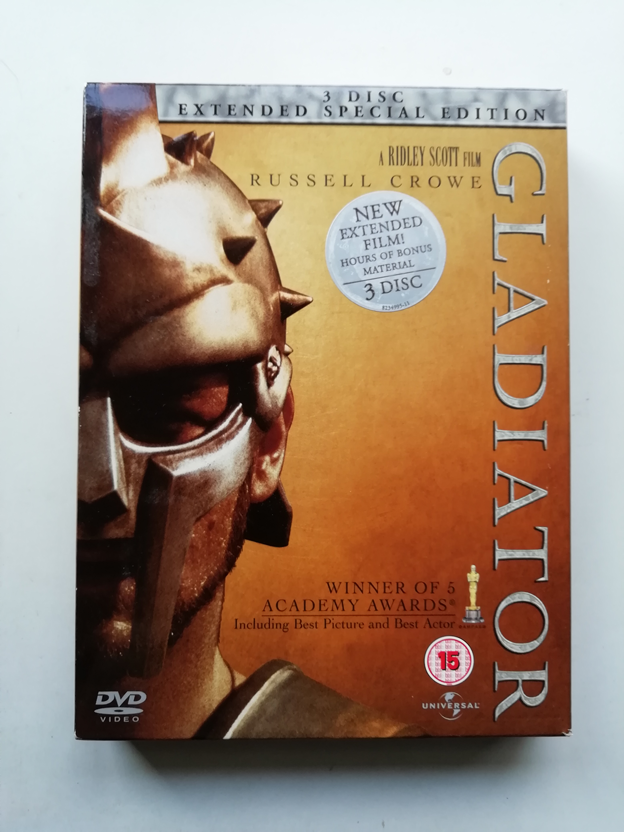 3 DISC
EXTENDED SPECIAL EDITION
A RIDLEY SCOTT FILM
RUSSELL CROWE
NEW
EXTENDED
FILM!
HOURS OF BONUS
MATERIAL
3 DISC
GLADIATOR
WINNER OF 5
ACADEMY AWARDS®
Including Best Picture and Best Actor
15
DVD
VIDEO
UNIVERSAL